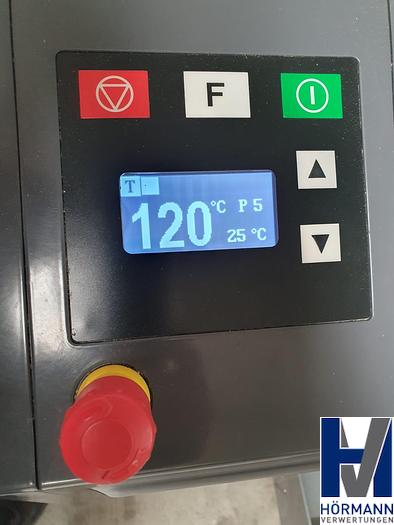 F
T
120 °C P 5
25 °C
HÖRMANN
VERWERTUNGEN